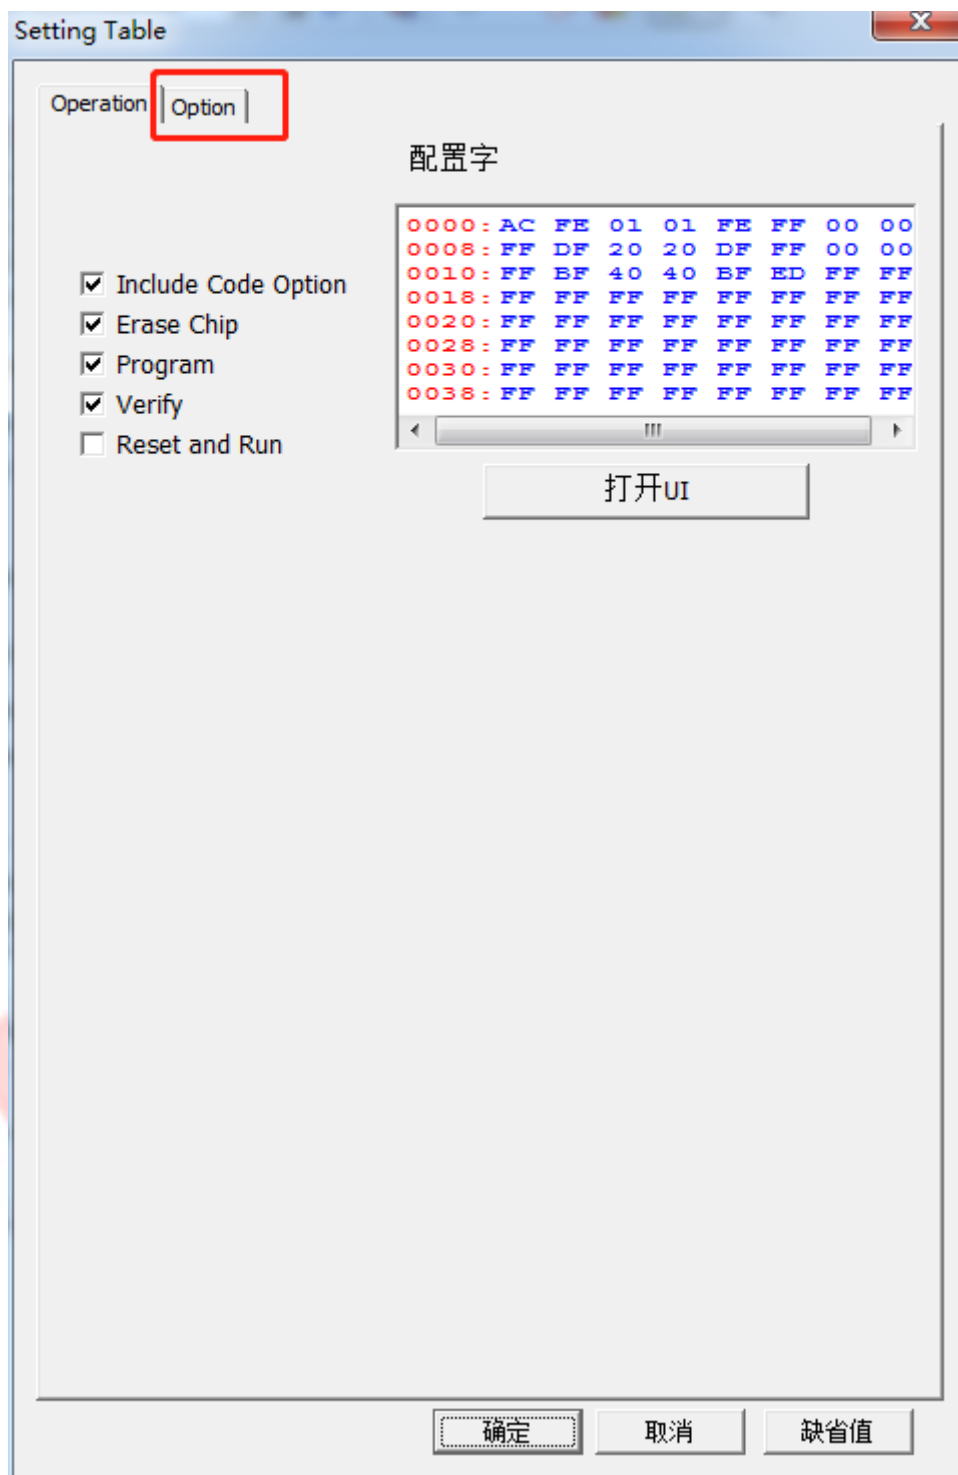 Setting Table
Operation
Option
配置字
0000: AC FE 01 01 FE FF 00 00
0008: FF DF 20 20 DF FF 00 00
0010: FF BF 40 40 BF ED FF FF
0018: FF FF FF FF FF FF FF FF
0020: FF FF FF FF FF FF FF FF
0028: FF FF FF FF FF FF FF FF
0030: FF FF FF FF FF FF FF FF
0038: FF FF FF FF FF FF FF FF
Include Code Option
Erase Chip
Program
Verify
Reset and Run
打开UI
确定
取消
缺省值